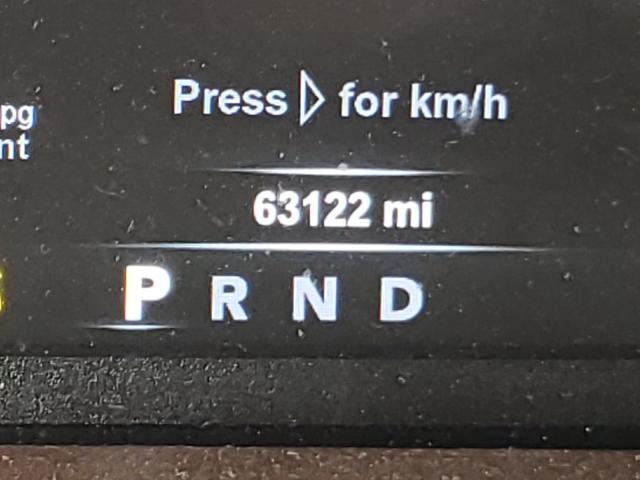 Press ▷ for km/h
pg
nt
63122 mi
P R N D